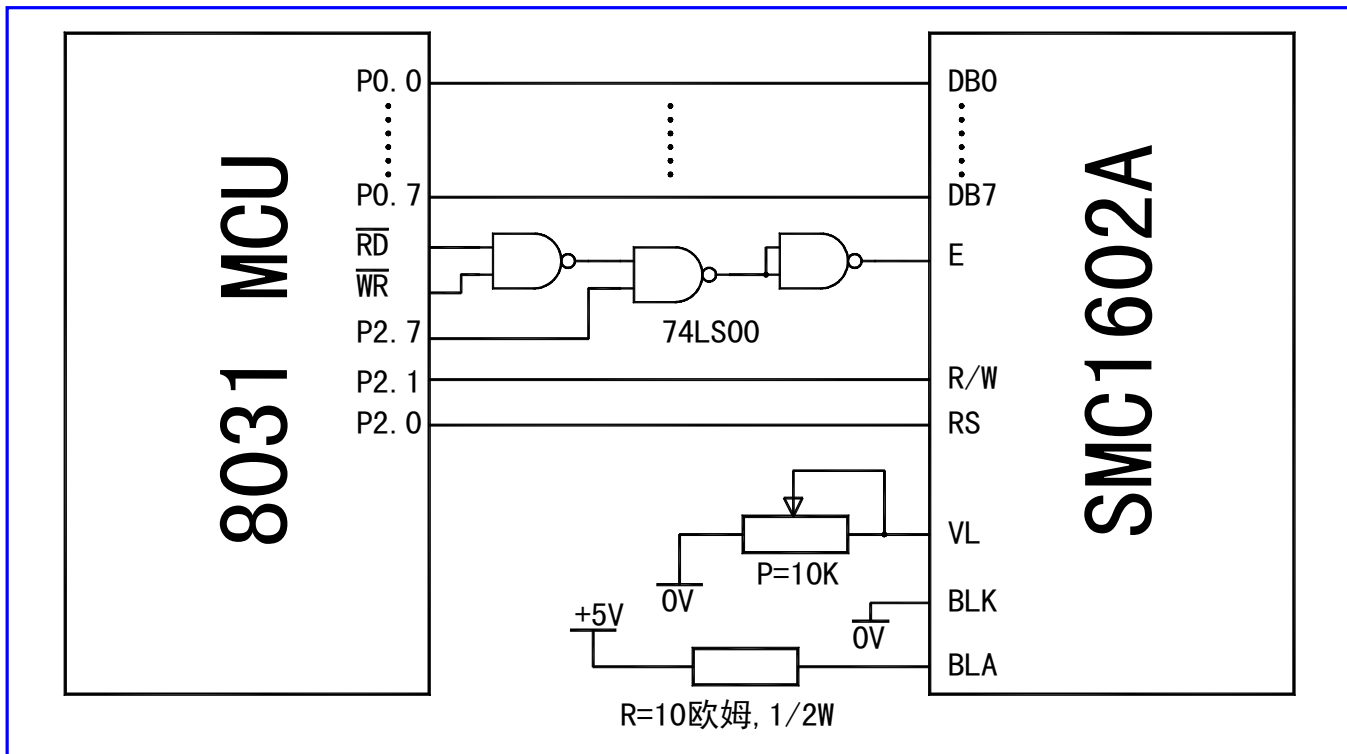 8031 MCU
P0.0
P0.7
RD
WR
P2.7
P2.1
P2.0
74LS00
P=10K
0V
+5V
0V
R=10欧姆,1/2W
DB0
DB7
E
R/W
RS
VL
BLK
BLA
SMC1602A